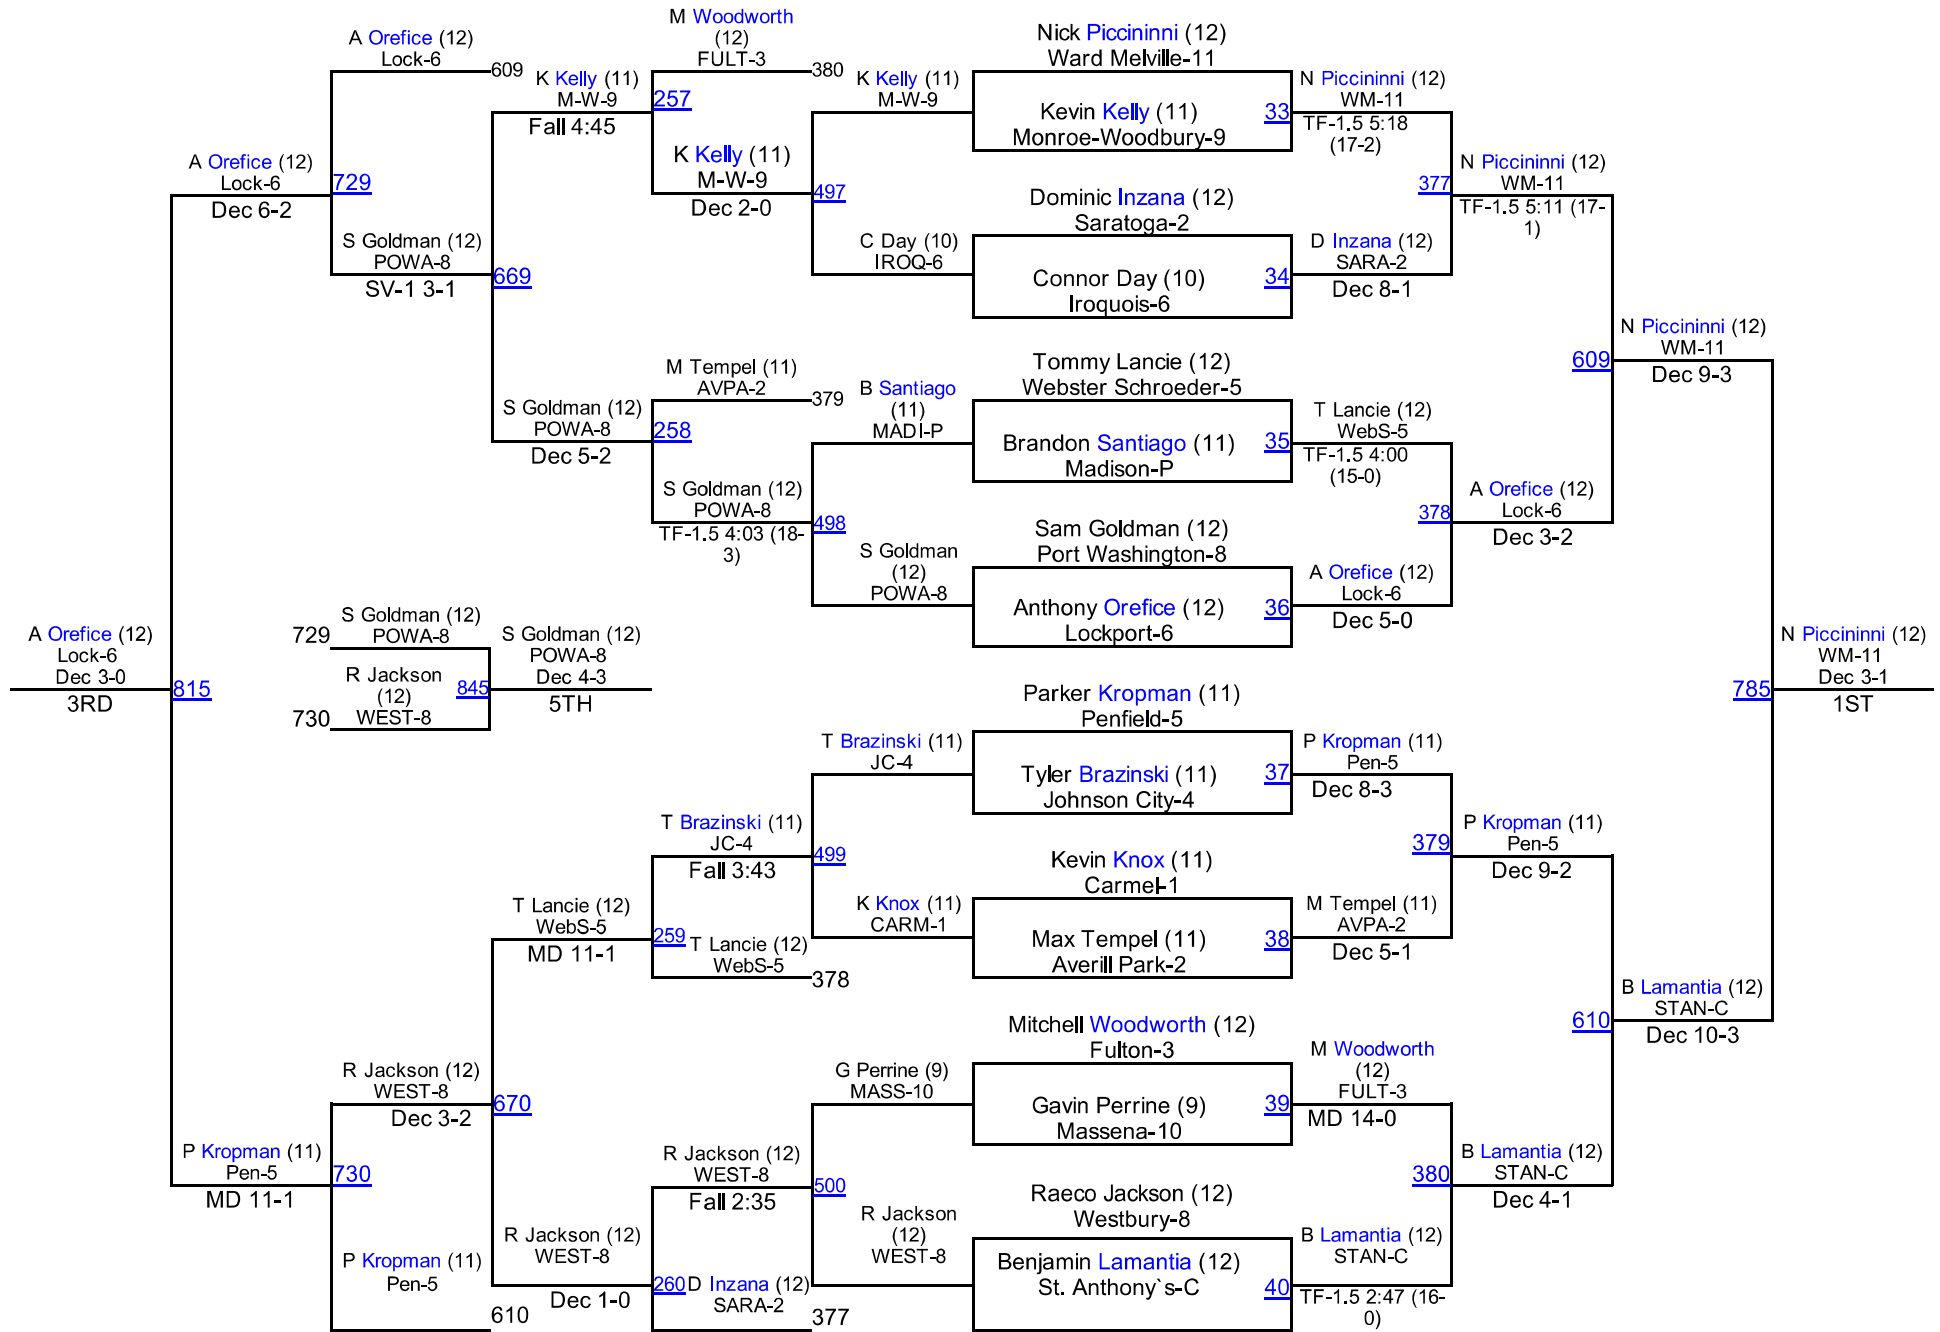 M Woodworth
(12)
FULT-3
380
A Orefice (12)
Lock-6
609
K Kelly (11)
M-W-9
257
Fall 4:45
K Kelly (11)
M-W-9
Nick Piccininni (12)
Ward Melville-11
Kevin Kelly (11)
33
Monroe-Woodbury-9
N Piccininni (12)
WM-11
TF-1.5 5:18
(17-2)
A Orefice (12)
Lock-6
729
Dec 6-2
K Kelly (11)
M-W-9
497
Dec 2-0
Dominic Inzana (12)
Saratoga-2
N Piccininni (12)
WM-11
377
TF-1.5 5:11 (17-
1)
S Goldman (12)
POWA-8
669
SV-1 3-1
C Day (10)
IROQ-6
Connor Day (10)
34
Iroquois-6
D Inzana (12)
SARA-2
Dec 8-1
N Piccininni (12)
WM-11
609
Dec 9-3
M Tempel (11)
AVPA-2
379
S Goldman (12)
POWA-8
258
Dec 5-2
B Santiago
(11)
MADI-P
Tommy Lancie (12)
Webster Schroeder-5
Brandon Santiago (11)
35
Madison-P
T Lancie (12)
WebS-5
TF-1.5 4:00
(15-0)
S Goldman (12)
POWA-8
498
TF-1.5 4:03 (18-
3)
S Goldman
(12)
POWA-8
Sam Goldman (12)
Port Washington-8
Anthony Orefice (12)
36
Lockport-6
A Orefice (12)
Lock-6
378
Dec 3-2
A Orefice (12)
Lock-6
Dec 5-0
A Orefice (12)
Lock-6
Dec 3-0
3RD
815
729
S Goldman (12)
POWA-8
R Jackson
(12)
WEST-8
730
845
S Goldman (12)
POWA-8
Dec 4-3
5TH
N Piccininni (12)
WM-11
Dec 3-1
785
1ST
T Brazinski (11)
JC-4
Parker Kropman (11)
Penfield-5
Tyler Brazinski (11)
37
Johnson City-4
P Kropman (11)
Pen-5
Dec 8-3
T Brazinski (11)
JC-4
499
Fall 3:43
Kevin Knox (11)
Carmel-1
P Kropman (11)
Pen-5
379
Dec 9-2
T Lancie (12)
WebS-5
259
MD 11-1
T Lancie (12)
WebS-5
378
K Knox (11)
CARM-1
Max Tempel (11)
38
Averill Park-2
M Tempel (11)
AVPA-2
Dec 5-1
B Lamantia (12)
STAN-C
610
Dec 10-3
R Jackson (12)
WEST-8
670
Dec 3-2
G Perrine (9)
MASS-10
Mitchell Woodworth (12)
Fulton-3
Gavin Perrine (9)
39
Massena-10
M Woodworth
(12)
FULT-3
MD 14-0
P Kropman (11)
Pen-5
730
MD 11-1
R Jackson (12)
WEST-8
500
Fall 2:35
B Lamantia (12)
STAN-C
380
Dec 4-1
R Jackson (12)
WEST-8
260
Dec 1-0
R Jackson
(12)
WEST-8
Raeco Jackson (12)
Westbury-8
Benjamin Lamantia (12)
40
St. Anthony`s-C
B Lamantia (12)
STAN-C
TF-1.5 2:47 (16-
0)
P Kropman (11)
Pen-5
610
D Inzana (12)
SARA-2
377